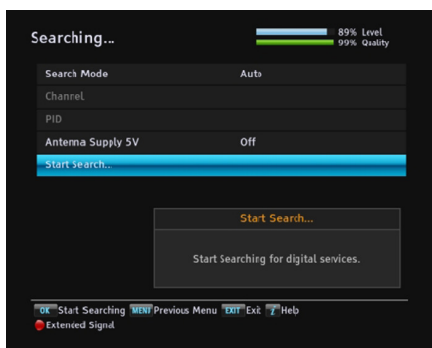 Searching...
89% Level
99% Quality
Search Mode Auto
Channel
PID
Antenna Supply 5V Off
Start Search...
Start Search...
Start Searching for digital services.
OK Start Searching MENU Previous Menu EXIT Exit i Help
Extended Signal